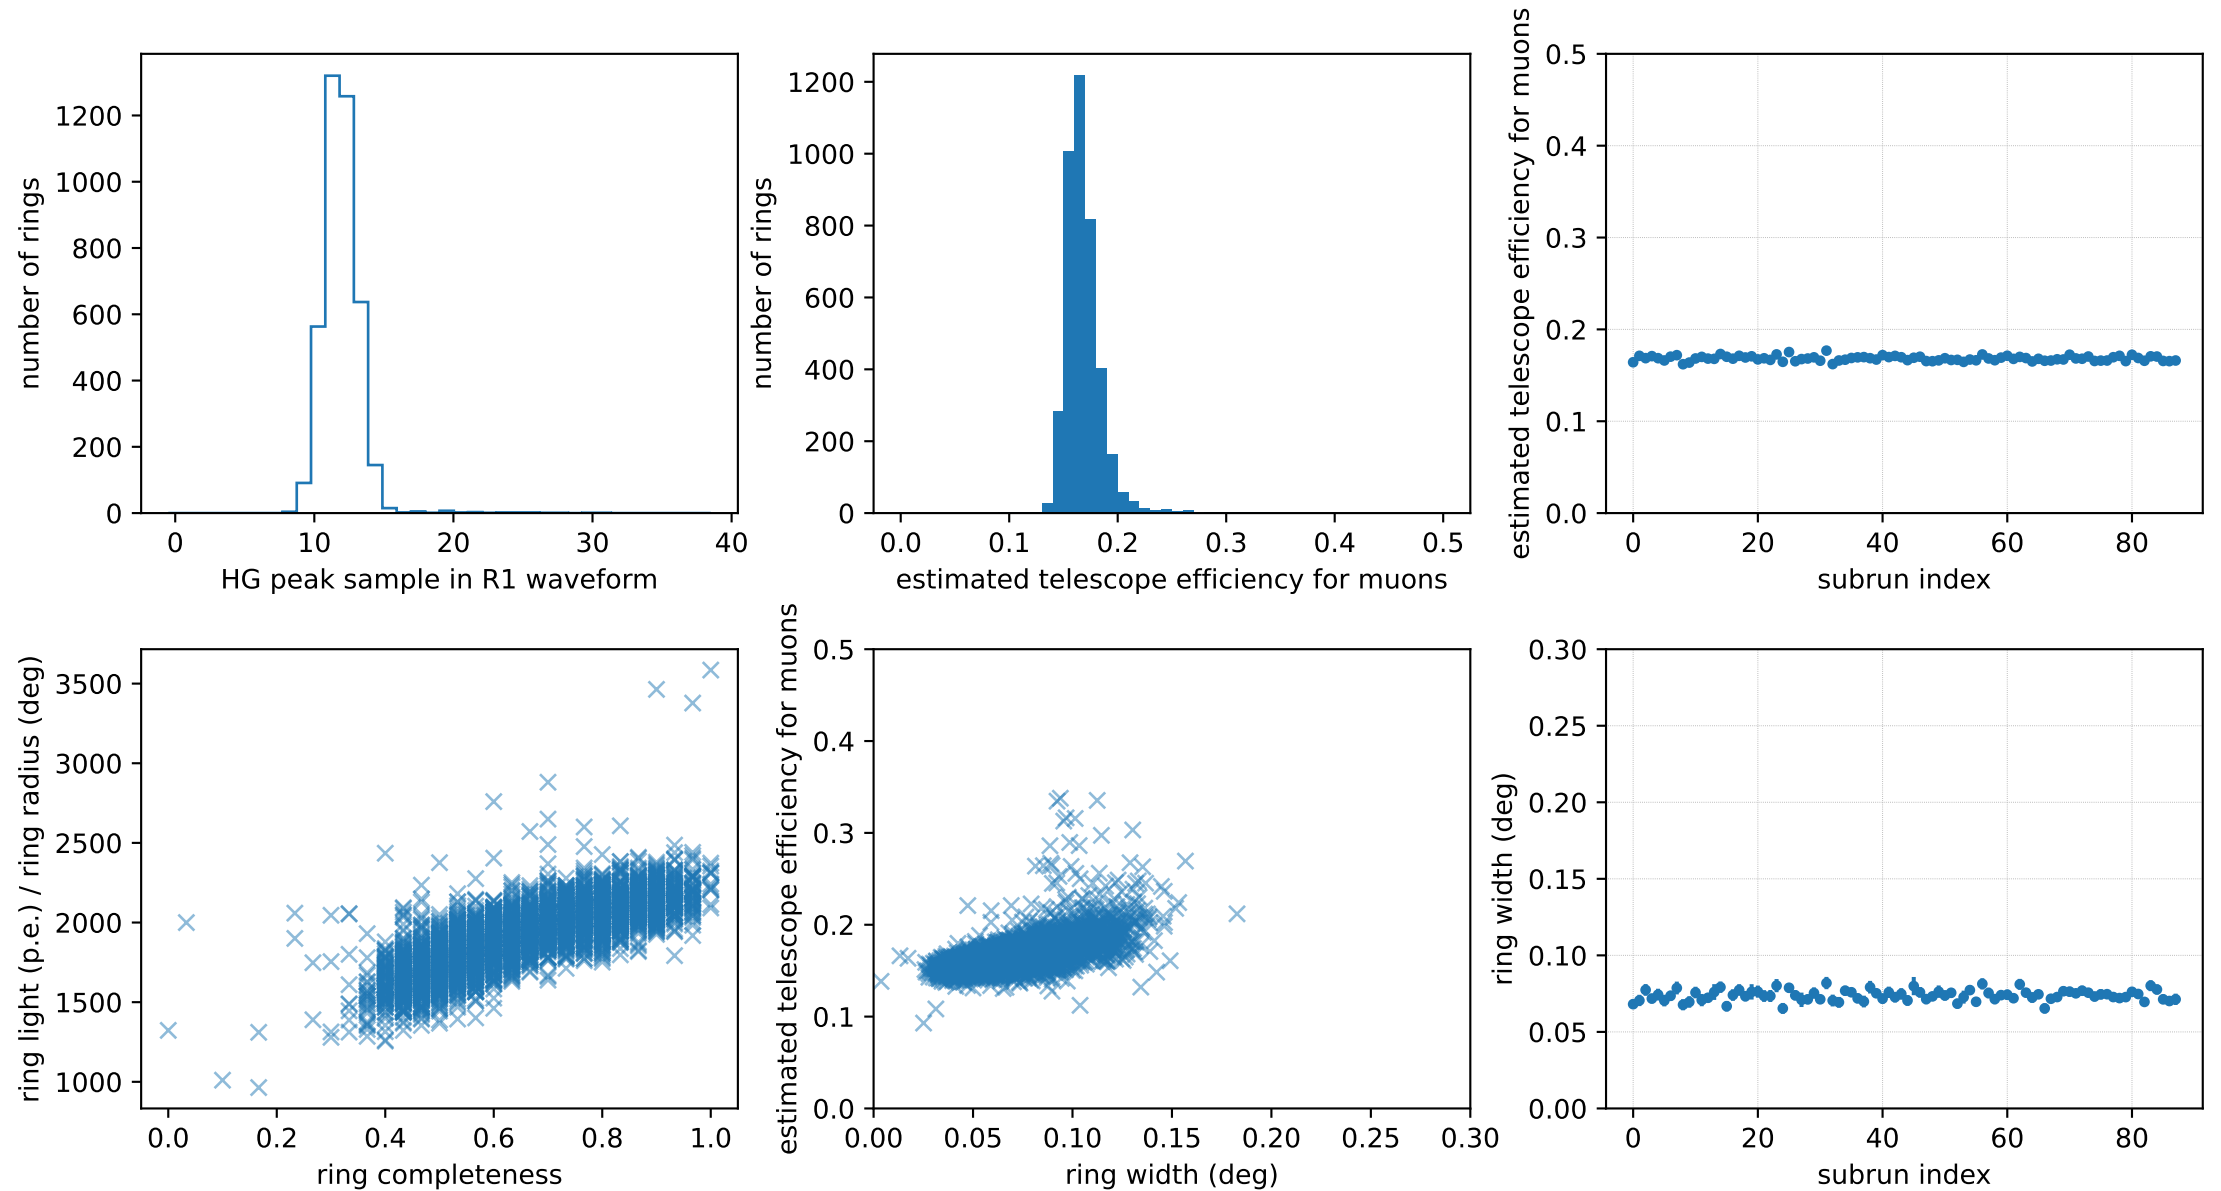 1200
1000
800
600
400
200
0
number of rings
0 10 20 30 40
HG peak sample in R1 waveform
1200
1000
800
600
400
200
0
number of rings
0.0 0.1 0.2 0.3 0.4 0.5
estimated telescope efficiency for muons
0.5
0.4
0.3
0.2
0.1
0.0
estimated telescope efficiency for muons
0 20 40 60 80
subrun index
3500
3000
2500
2000
1500
1000
ring light (p.e.) / ring radius (deg)
0.0 0.2 0.4 0.6 0.8 1.0
ring completeness
0.5
0.4
0.3
0.2
0.1
0.0
estimated telescope efficiency for muons
0.00 0.05 0.10 0.15 0.20 0.25 0.30
ring width (deg)
0.30
0.25
0.20
0.15
0.10
0.05
0.00
ring width (deg)
0 20 40 60 80
subrun index